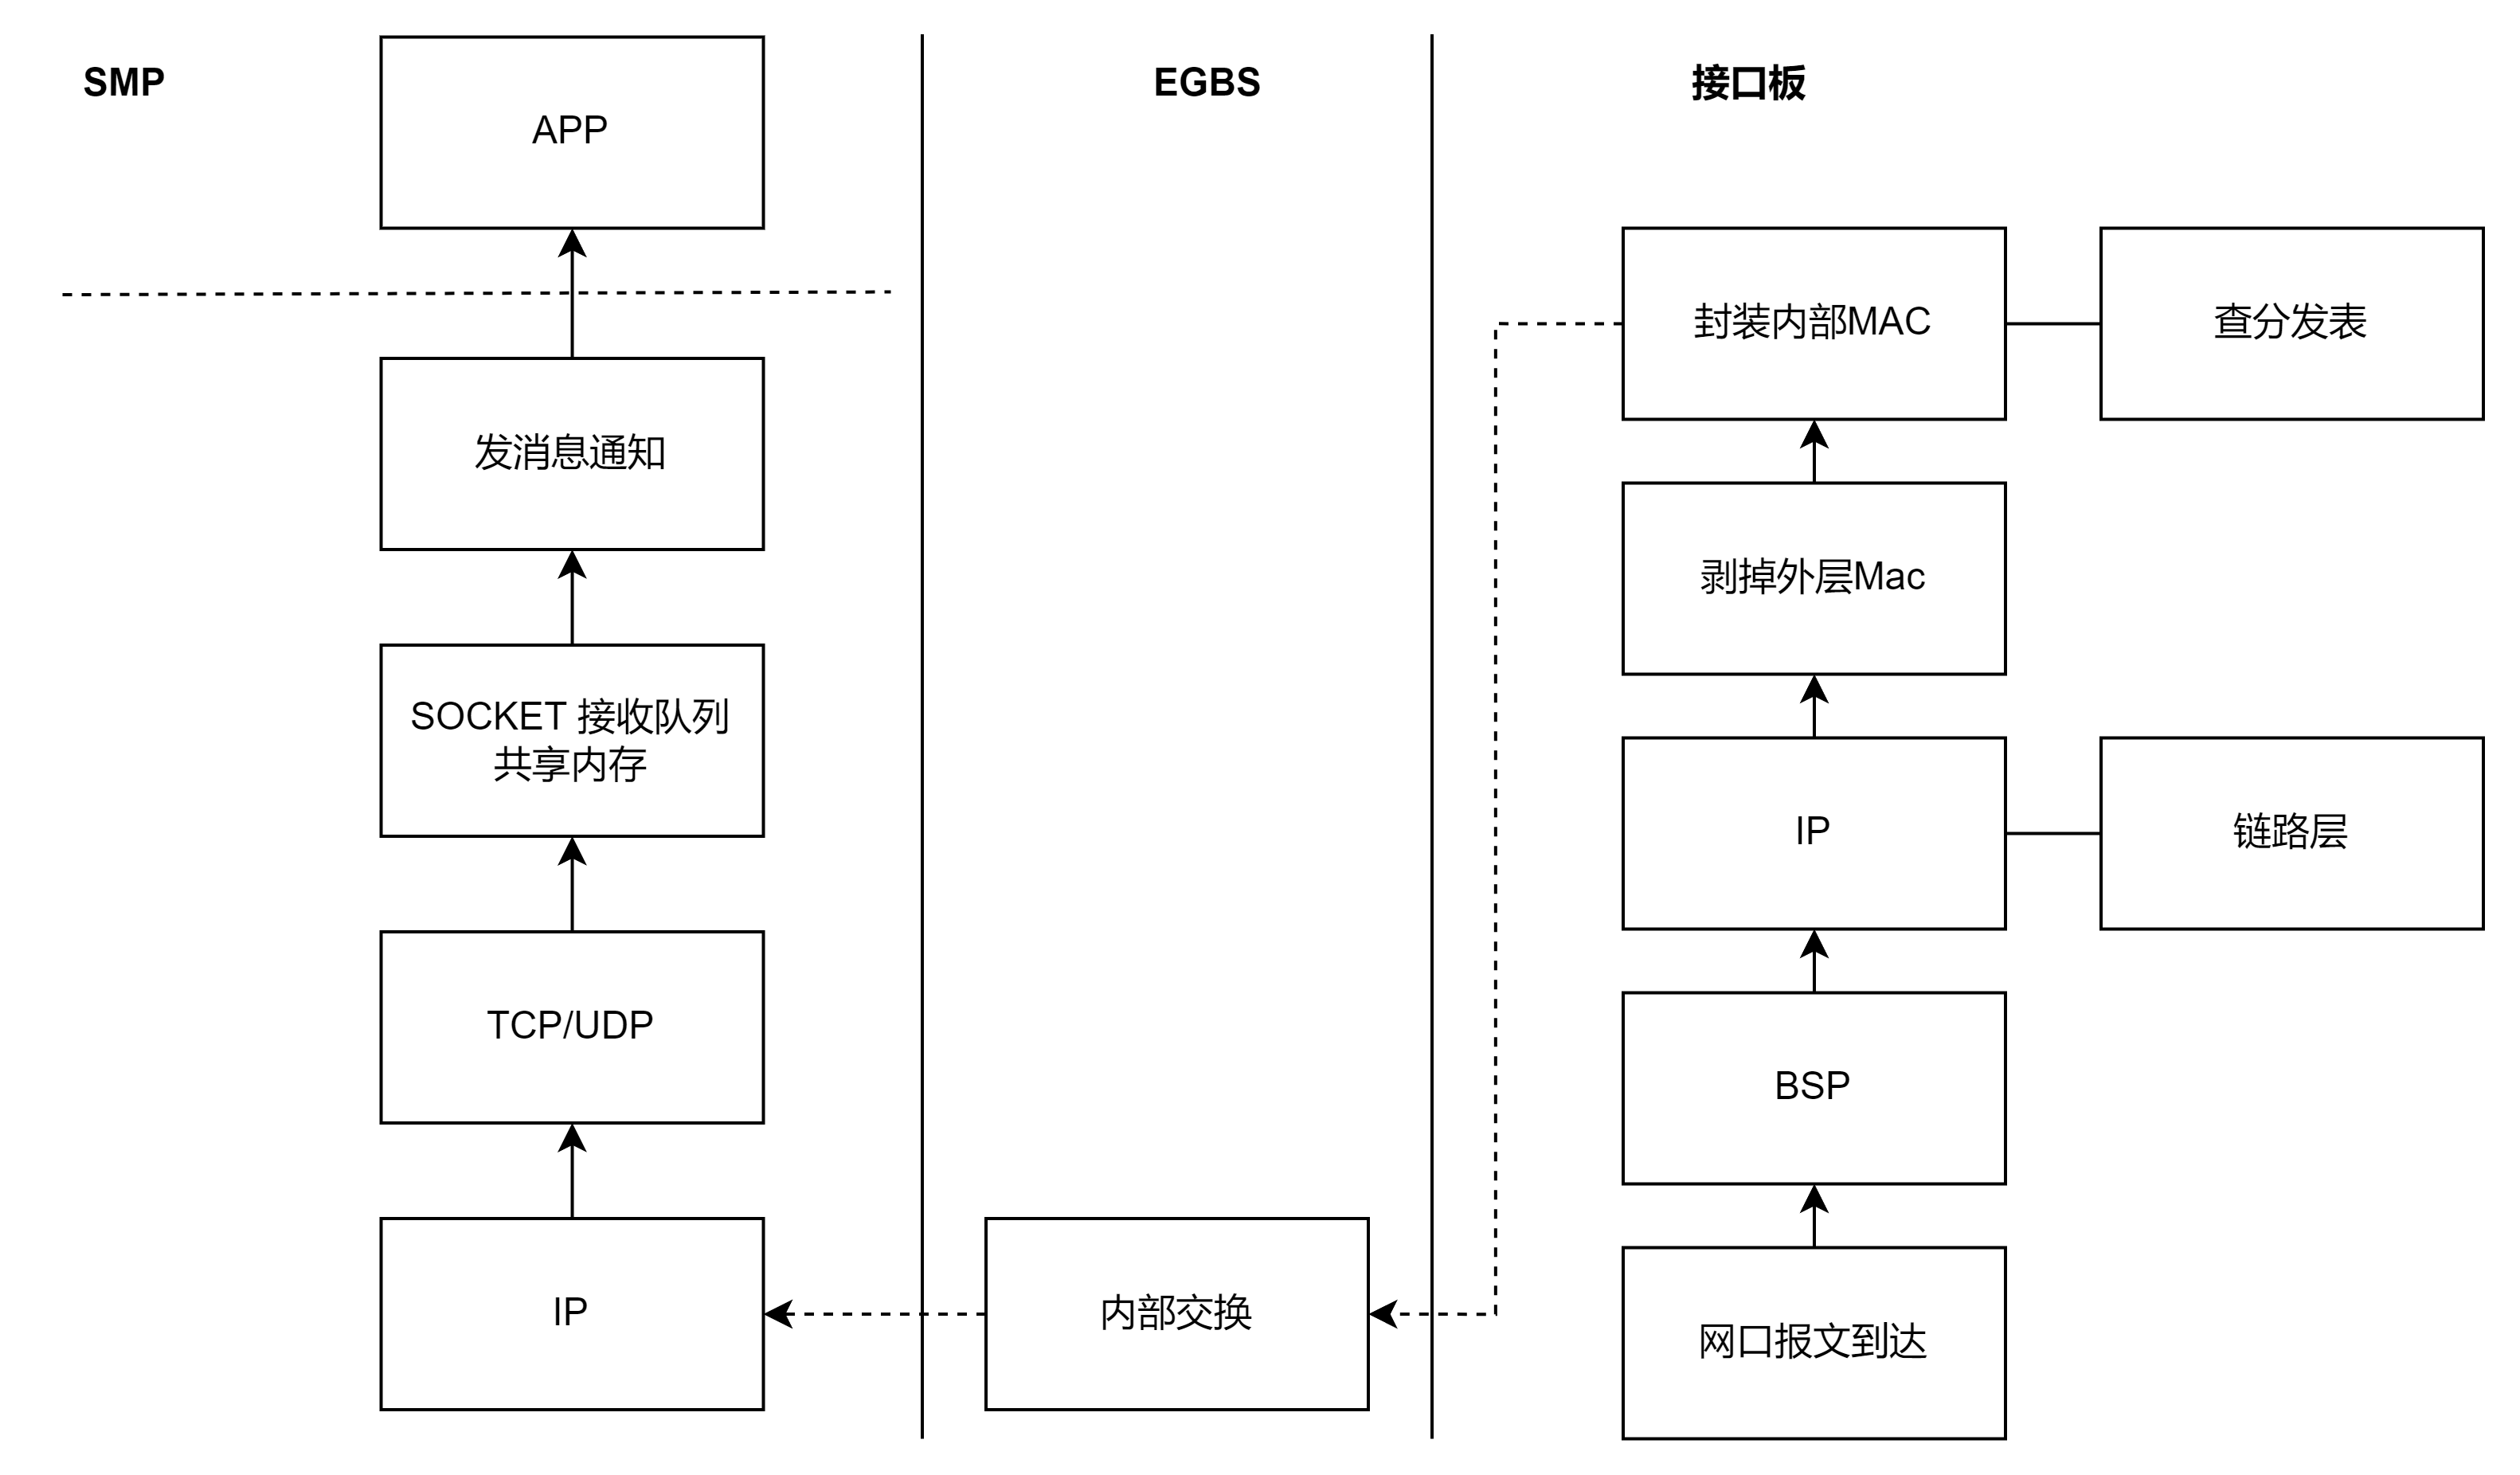 SMP
APP
发消息通知
SOCKET 接收队列
共享内存
TCP/UDP
IP
EGBS
内部交换
接口板
封装内部MAC
查分发表
剥掉外层Mac
IP
链路层
BSP
网口报文到达